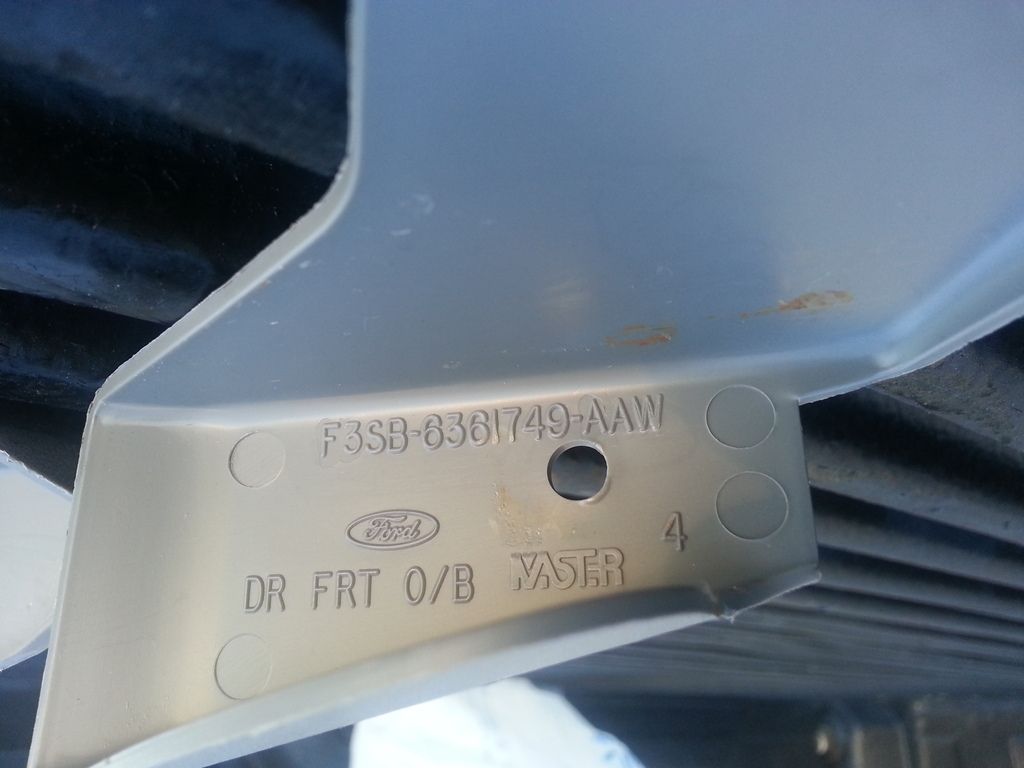 F3SB-6361749-AAW
Ford
DR FRT O/B MASTER 4